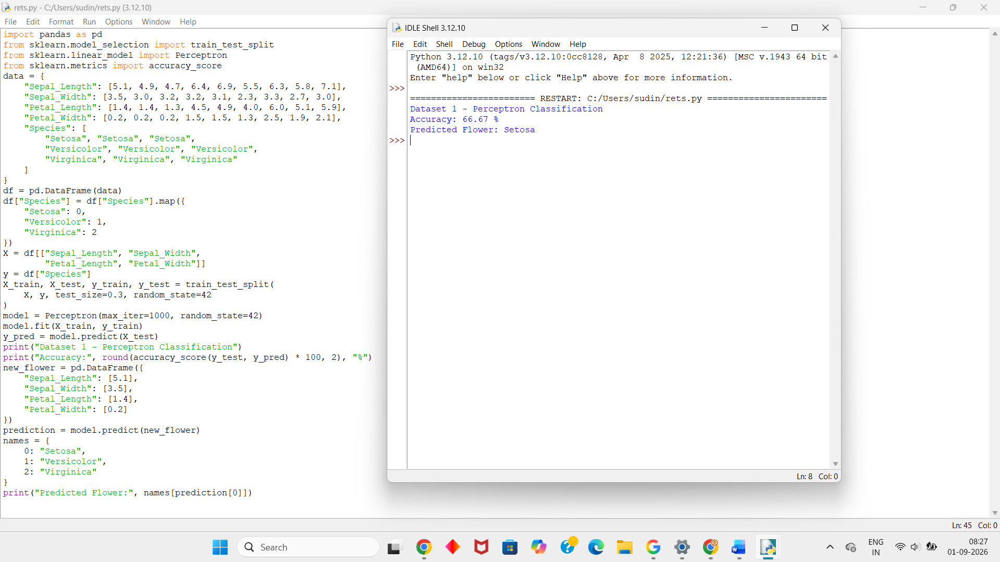 rets.py - C:/Users/sudin/rets.py (3.12.10)
File Edit Format Run Options Window Help
import pandas as pd
from sklearn.model_selection import train_test_split
from sklearn.linear_model import Perceptron
from sklearn.metrics import accuracy_score
data = {
    "Sepal_Length": [5.1, 4.9, 4.7, 6.4, 6.9, 5.5, 6.3, 5.8, 7.1],
    "Sepal_Width": [3.5, 3.0, 3.2, 3.2, 3.1, 2.3, 3.3, 2.7, 3.0],
    "Petal_Length": [1.4, 1.4, 1.3, 4.5, 4.9, 4.0, 6.0, 5.1, 5.9],
    "Petal_Width": [0.2, 0.2, 0.2, 1.5, 1.5, 1.3, 2.5, 1.9, 2.1],
    "Species": [
        "Setosa", "Setosa", "Setosa",
        "Versicolor", "Versicolor", "Versicolor",
        "Virginica", "Virginica", "Virginica"
    ]
}
df = pd.DataFrame(data)
df["Species"] = df["Species"].map({
    "Setosa": 0,
    "Versicolor": 1,
    "Virginica": 2
})
X = df[["Sepal_Length", "Sepal_Width",
        "Petal_Length", "Petal_Width"]]
y = df["Species"]
X_train, X_test, y_train, y_test = train_test_split(
    X, y, test_size=0.3, random_state=42
)
model = Perceptron(max_iter=1000, random_state=42)
model.fit(X_train, y_train)
y_pred = model.predict(X_test)
print("Dataset 1 - Perceptron Classification")
print("Accuracy:", round(accuracy_score(y_test, y_pred) * 100, 2), "%")
new_flower = pd.DataFrame({
    "Sepal_Length": [5.1],
    "Sepal_Width": [3.5],
    "Petal_Length": [1.4],
    "Petal_Width": [0.2]
})
prediction = model.predict(new_flower)
names = {
    0: "Setosa",
    1: "Versicolor",
    2: "Virginica"
}
print("Predicted Flower:", names[prediction[0]])
IDLE Shell 3.12.10
File Edit Shell Debug Options Window Help
Python 3.12.10 (tags/v3.12.10:0cc8128, Apr  8 2025, 12:21:36) [MSC v.1943 64 bit
 (AMD64)] on win32
Enter "help" below or click "Help" above for more information.
>>>
======================== RESTART: C:/Users/sudin/rets.py =======================
Dataset 1 - Perceptron Classification
Accuracy: 66.67 %
Predicted Flower: Setosa
>>>
Ln: 8 Col: 0
Ln: 45 Col: 0
Search
ENG
IN
08:27
01-09-2026